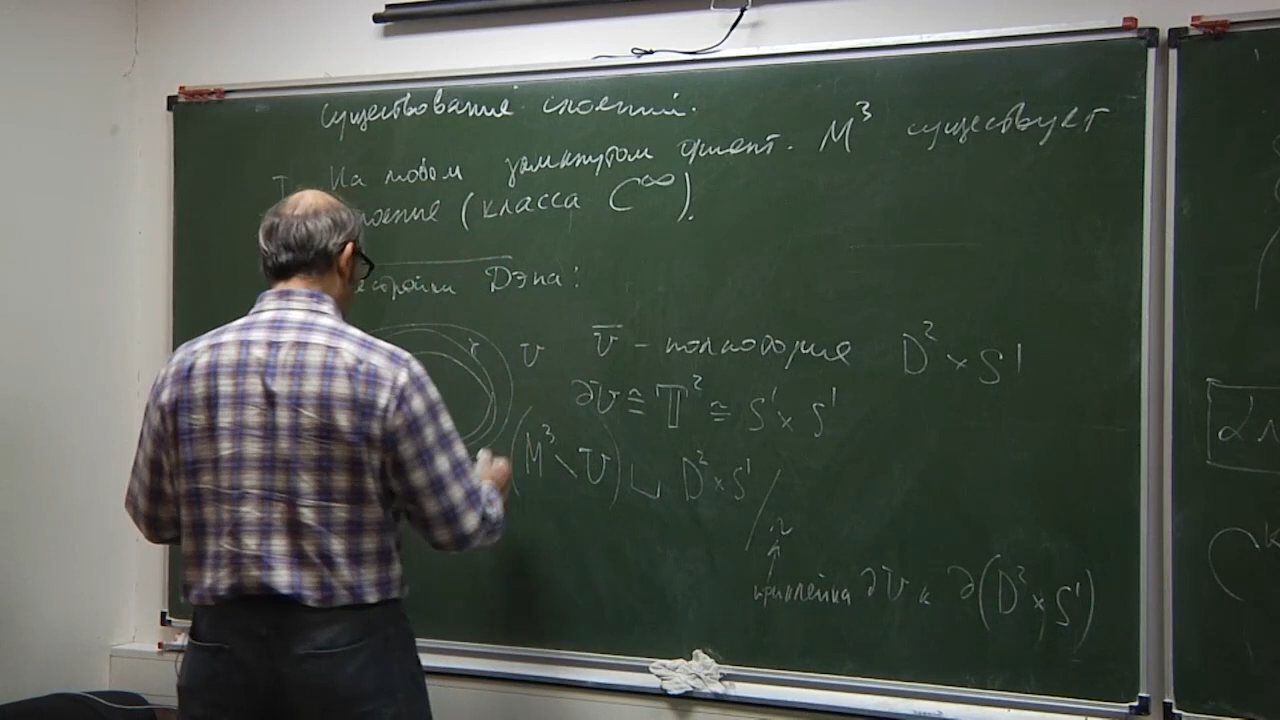 Существование слоений.
Т. На любом замкнутом ориент. M³ существует
слоение (класса C^∞).
Дэна:
γ U Ū – полнотория D² × S¹
∂U ≅ 𝕋² ≅ S¹ × S¹
(M³ \ U) ⊔ D² × S¹ / ~
↑
приклейка ∂U к ∂(D² × S¹)